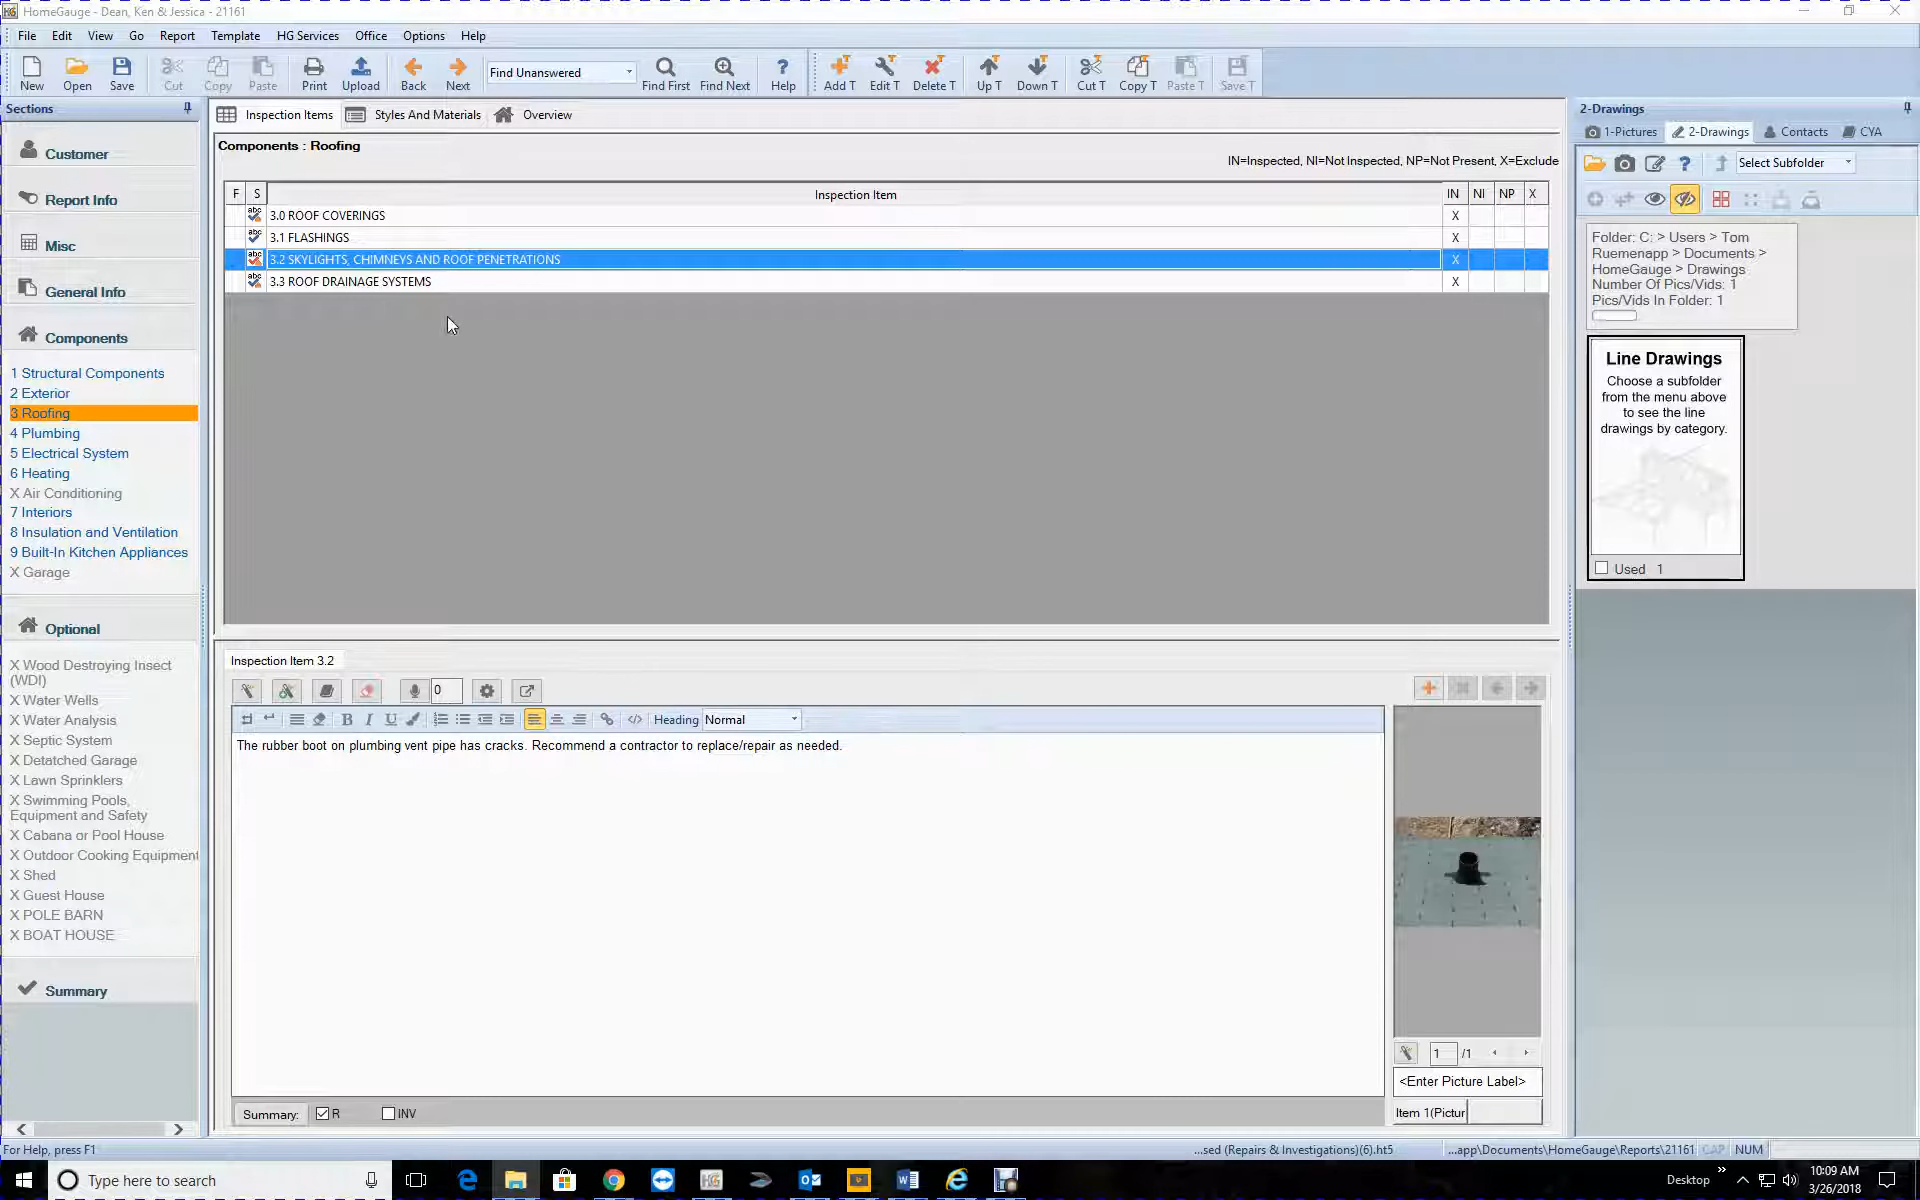 HomeGauge - Dean, Ken & Jessica - 21161
File Edit View Go Report Template HG Services Office Options Help
New Open Save Cut Copy Paste Print Upload Back Next Find Unanswered Find First Find Next Help Add T Edit T Delete T Up T Down T Cut T Copy T Paste T Save T
Sections
Customer
Report Info
Misc
General Info
Components
1 Structural Components
2 Exterior
3 Roofing
4 Plumbing
5 Electrical System
6 Heating
X Air Conditioning
7 Interiors
8 Insulation and Ventilation
9 Built-In Kitchen Appliances
X Garage
Optional
X Wood Destroying Insect
(WDI)
X Water Wells
X Water Analysis
X Septic System
X Detatched Garage
X Lawn Sprinklers
X Swimming Pools,
Equipment and Safety
X Cabana or Pool House
X Outdoor Cooking Equipment
X Shed
X Guest House
X POLE BARN
X BOAT HOUSE
Summary
Inspection Items Styles And Materials Overview
Components : Roofing
IN=Inspected, NI=Not Inspected, NP=Not Present, X=Exclude
F S Inspection Item IN NI NP X
abc 3.0 ROOF COVERINGS X
abc 3.1 FLASHINGS X
abc 3.2 SKYLIGHTS, CHIMNEYS AND ROOF PENETRATIONS X
abc 3.3 ROOF DRAINAGE SYSTEMS X
Inspection Item 3.2
0
B I U Heading Normal
The rubber boot on plumbing vent pipe has cracks. Recommend a contractor to replace/repair as needed.
1 /1
<Enter Picture Label>
Item 1(Pictur
Summary: R INV
2-Drawings
1-Pictures 2-Drawings Contacts CYA
Select Subfolder
Folder: C: > Users > Tom
Ruemenapp > Documents >
HomeGauge > Drawings
Number Of Pics/Vids: 1
Pics/Vids In Folder: 1
Line Drawings
Choose a subfolder
from the menu above
to see the line
drawings by category.
Used 1
For Help, press F1
...sed (Repairs & Investigations)(6).ht5 ...app\Documents\HomeGauge\Reports\21161 CAP NUM
Type here to search
Desktop
10:09 AM
3/26/2018